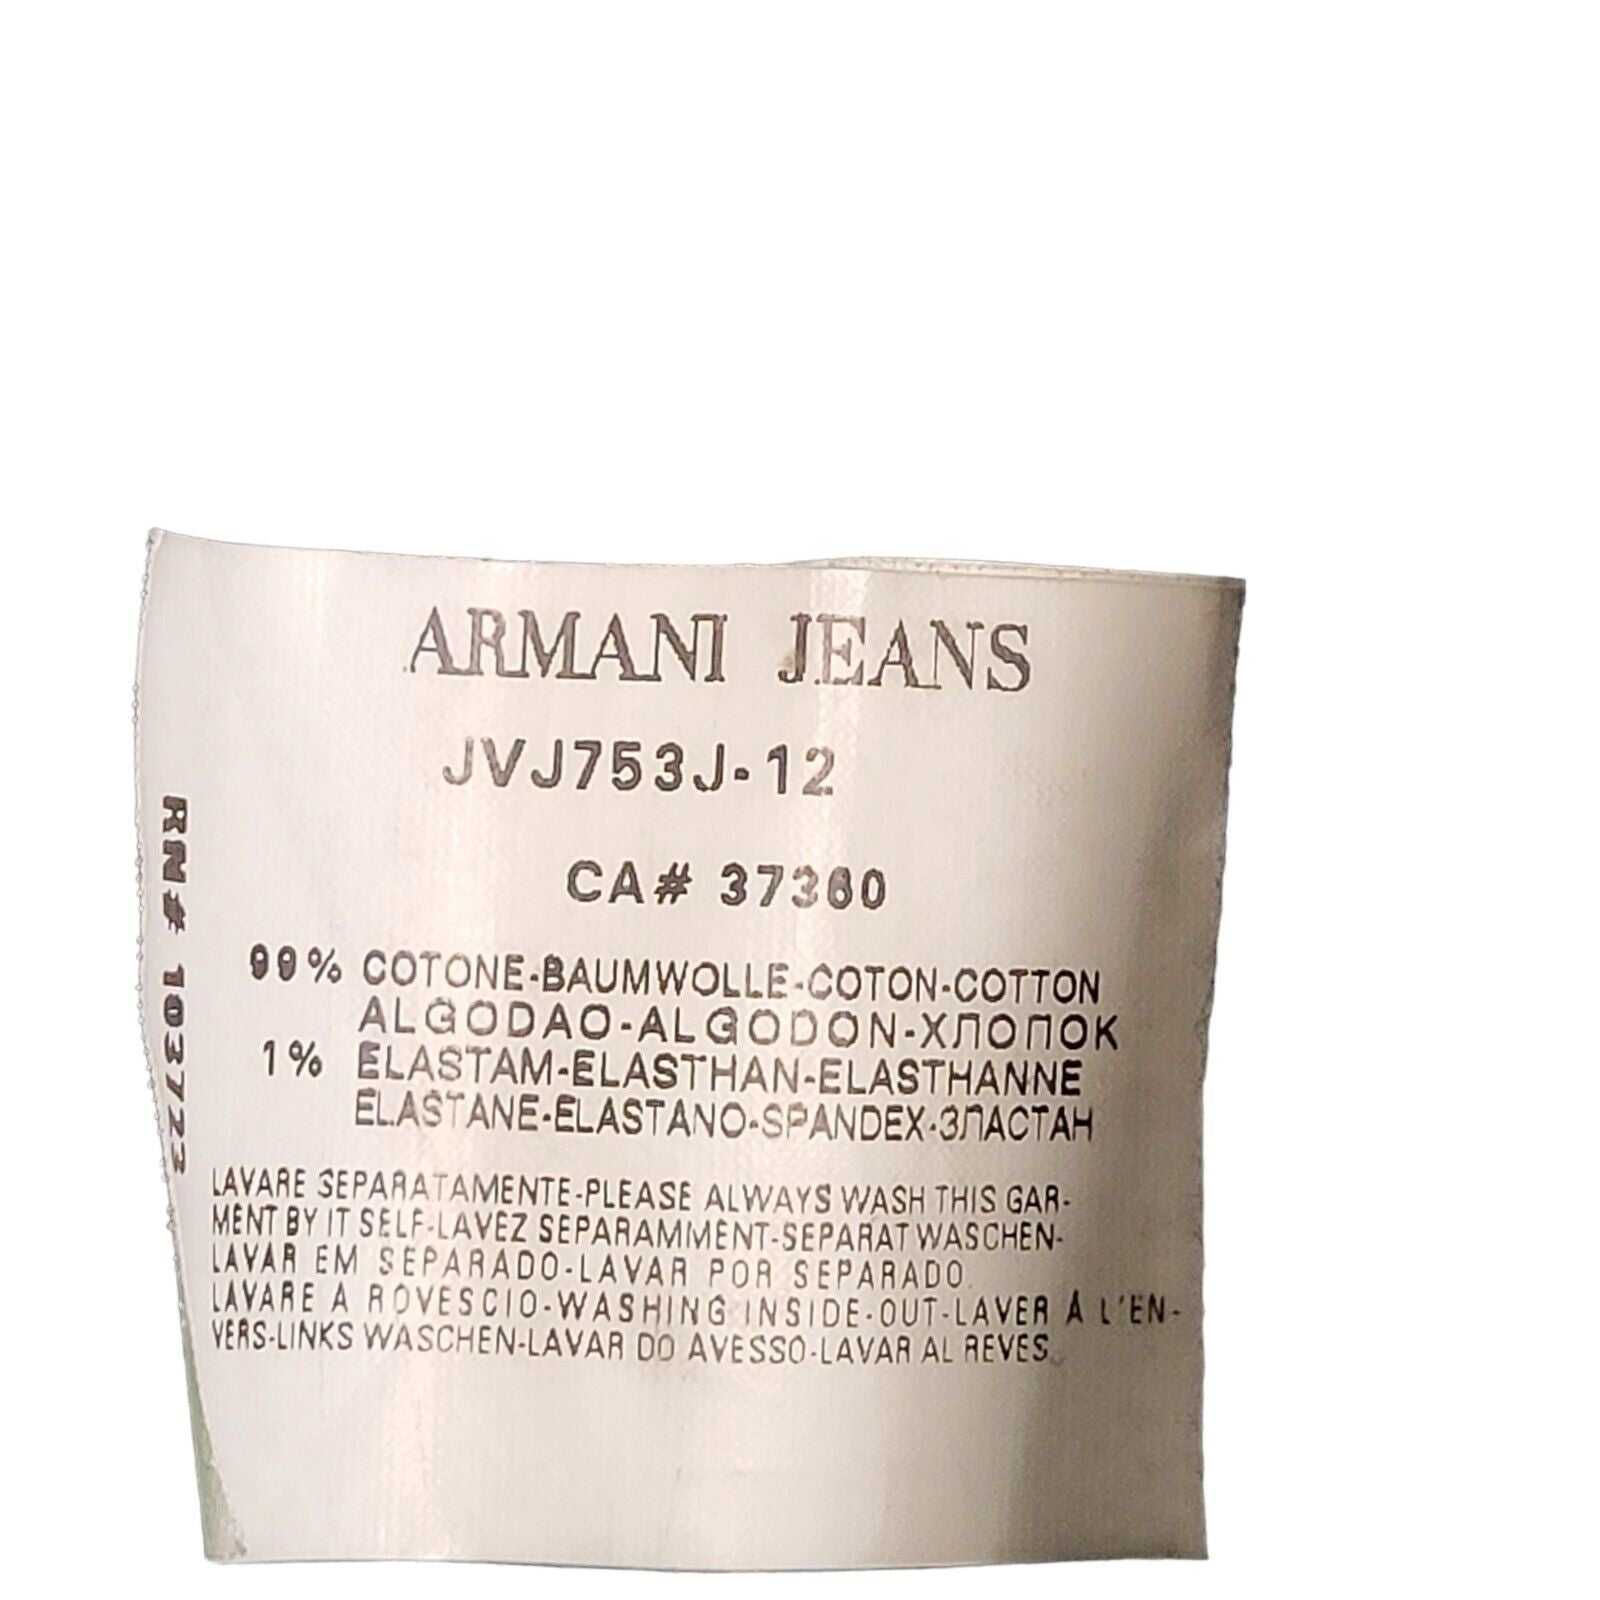 ARMANI JEANS
JVJ753J-12
CA# 37360
99% COTONE-BAUMWOLLE-COTON-COTTON
ALGODAO-ALGODON-ХЛОПОК
1% ELASTAM-ELASTHAN-ELASTHANNE
ELASTANE-ELASTANO-SPANDEX-ЗЛАСТАН
LAVARE SEPARATAMENTE-PLEASE ALWAYS WASH THIS GAR-
MENT BY IT SELF-LAVEZ SEPARAMMENT-SEPARAT WASCHEN-
LAVAR EM SEPARADO-LAVAR POR SEPARADO.
LAVARE A ROVESCIO-WASHING INSIDE-OUT-LAVER A L'EN-
VERS-LINKS WASCHEN-LAVAR DO AVESSO-LAVAR AL REVES.
RN# 103723